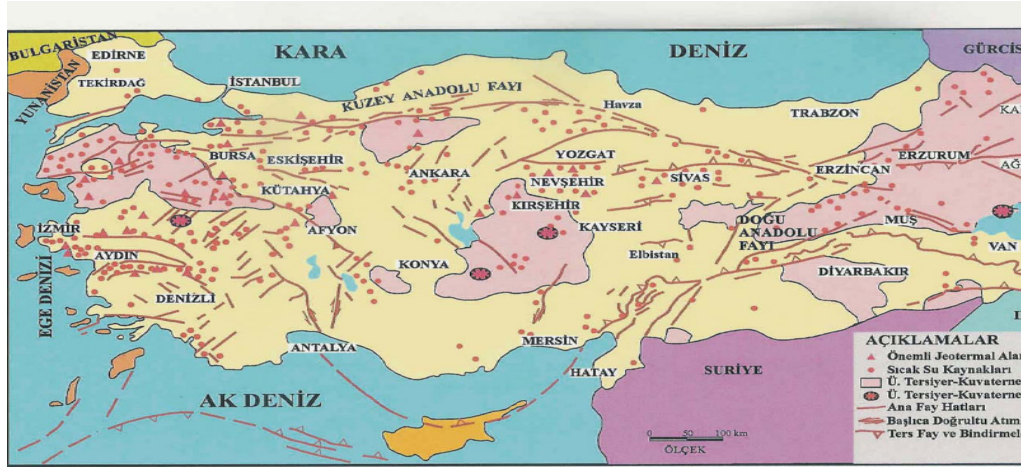 BULGARİSTAN
YUNANİSTAN
EDİRNE
TEKİRDAĞ
İSTANBUL
KARA DENİZ
GÜRCİS
KUZEY ANADOLU FAYI
Havza
TRABZON
KA
BURSA
ESKİŞEHİR
ANKARA
YOZGAT
SİVAS
ERZİNCAN
ERZURUM
AĞ
KÜTAHYA
NEVŞEHİR
KIRŞEHİR
KAYSERİ
İZMİR
AFYON
DOĞU
ANADOLU
FAYI
MUŞ
VAN
AYDIN
KONYA
Elbistan
DİYARBAKIR
EGE DENİZİ
DENİZLİ
ANTALYA
MERSİN
HATAY
SURİYE
AK DENİZ
0 50 100 km
ÖLÇEK
AÇIKLAMALAR
Önemli Jeotermal Alan
Sıcak Su Kaynakları
Ü. Tersiyer-Kuvaterne
Ü. Tersiyer-Kuvaterne
Ana Fay Hatları
Başlıca Doğrultu Atım
Ters Fay ve Bindirmel